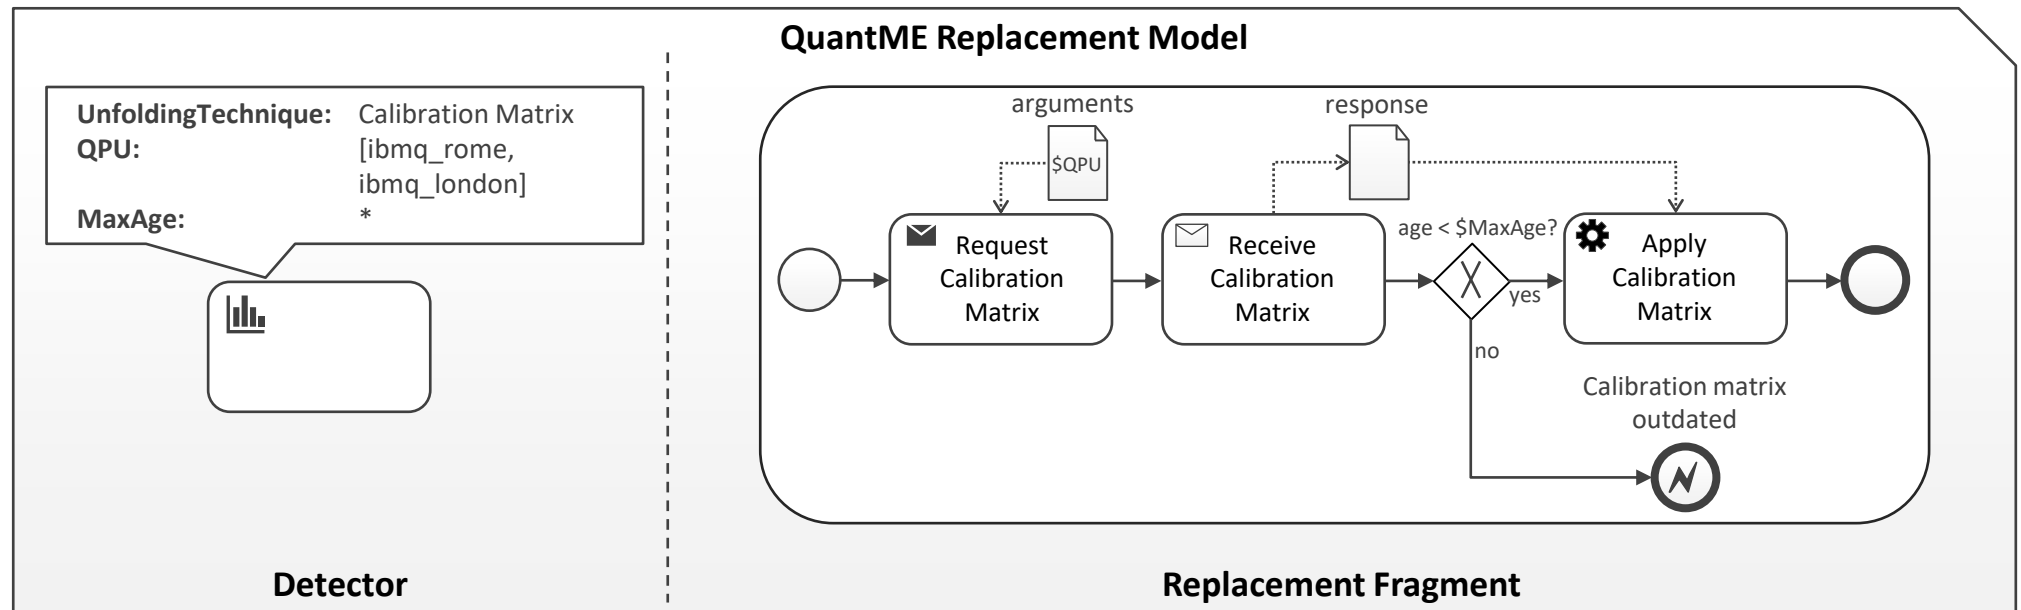 QuantME Replacement Model
UnfoldingTechnique: Calibration Matrix
QPU: [ibmq_rome,
ibmq_london]
MaxAge: *
Detector
arguments
$QPU
response
Request
Calibration
Matrix
Receive
Calibration
Matrix
age < $MaxAge?
yes
no
Apply
Calibration
Matrix
Calibration matrix
outdated
Replacement Fragment